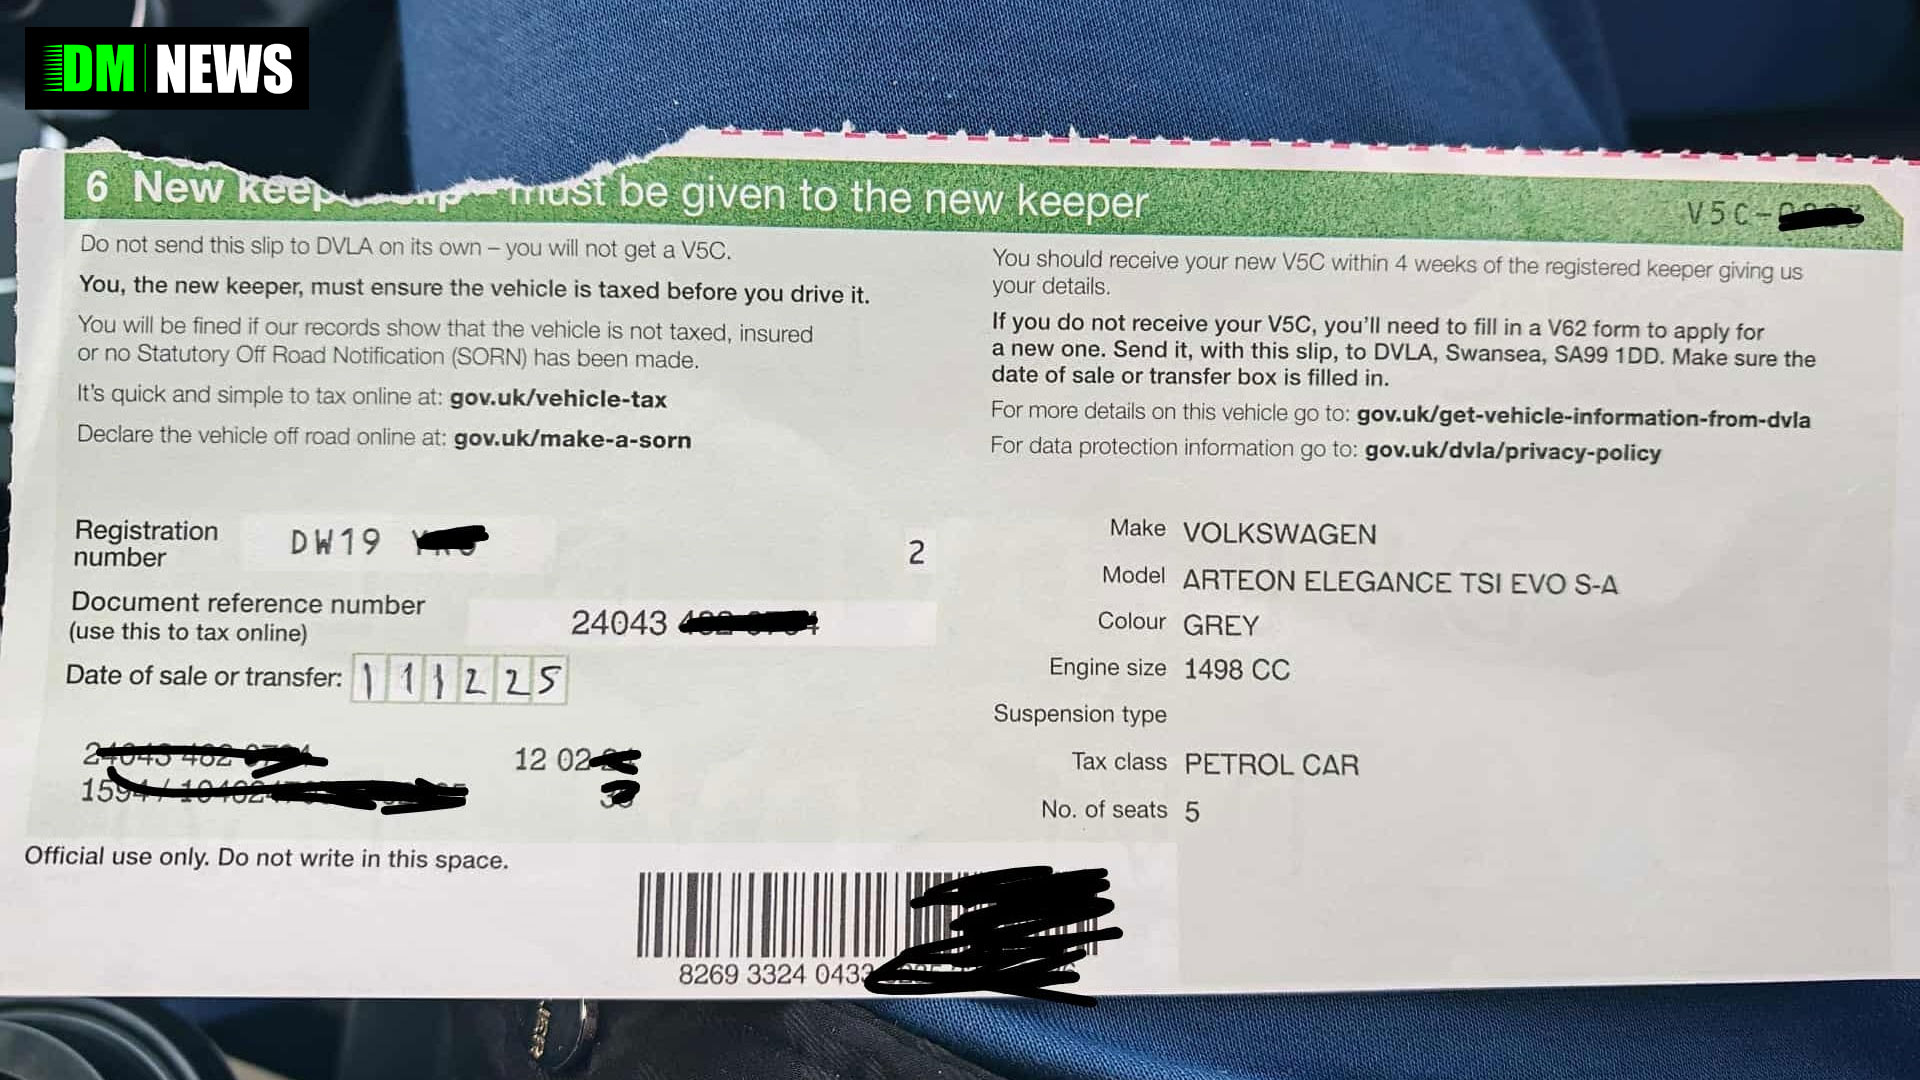 DM NEWS
6 New keeper slip – must be given to the new keeper
V5C-
Do not send this slip to DVLA on its own – you will not get a V5C.
You, the new keeper, must ensure the vehicle is taxed before you drive it.
You will be fined if our records show that the vehicle is not taxed, insured
or no Statutory Off Road Notification (SORN) has been made.
It's quick and simple to tax online at: gov.uk/vehicle-tax
Declare the vehicle off road online at: gov.uk/make-a-sorn
You should receive your new V5C within 4 weeks of the registered keeper giving us
your details.
If you do not receive your V5C, you'll need to fill in a V62 form to apply for
a new one. Send it, with this slip, to DVLA, Swansea, SA99 1DD. Make sure the
date of sale or transfer box is filled in.
For more details on this vehicle go to: gov.uk/get-vehicle-information-from-dvla
For data protection information go to: gov.uk/dvla/privacy-policy
Registration
number
DW19
2
Document reference number
(use this to tax online)
24043
Date of sale or transfer: 111225
12 02
Official use only. Do not write in this space.
8269 3324 043
Make VOLKSWAGEN
Model ARTEON ELEGANCE TSI EVO S-A
Colour GREY
Engine size 1498 CC
Suspension type
Tax class PETROL CAR
No. of seats 5